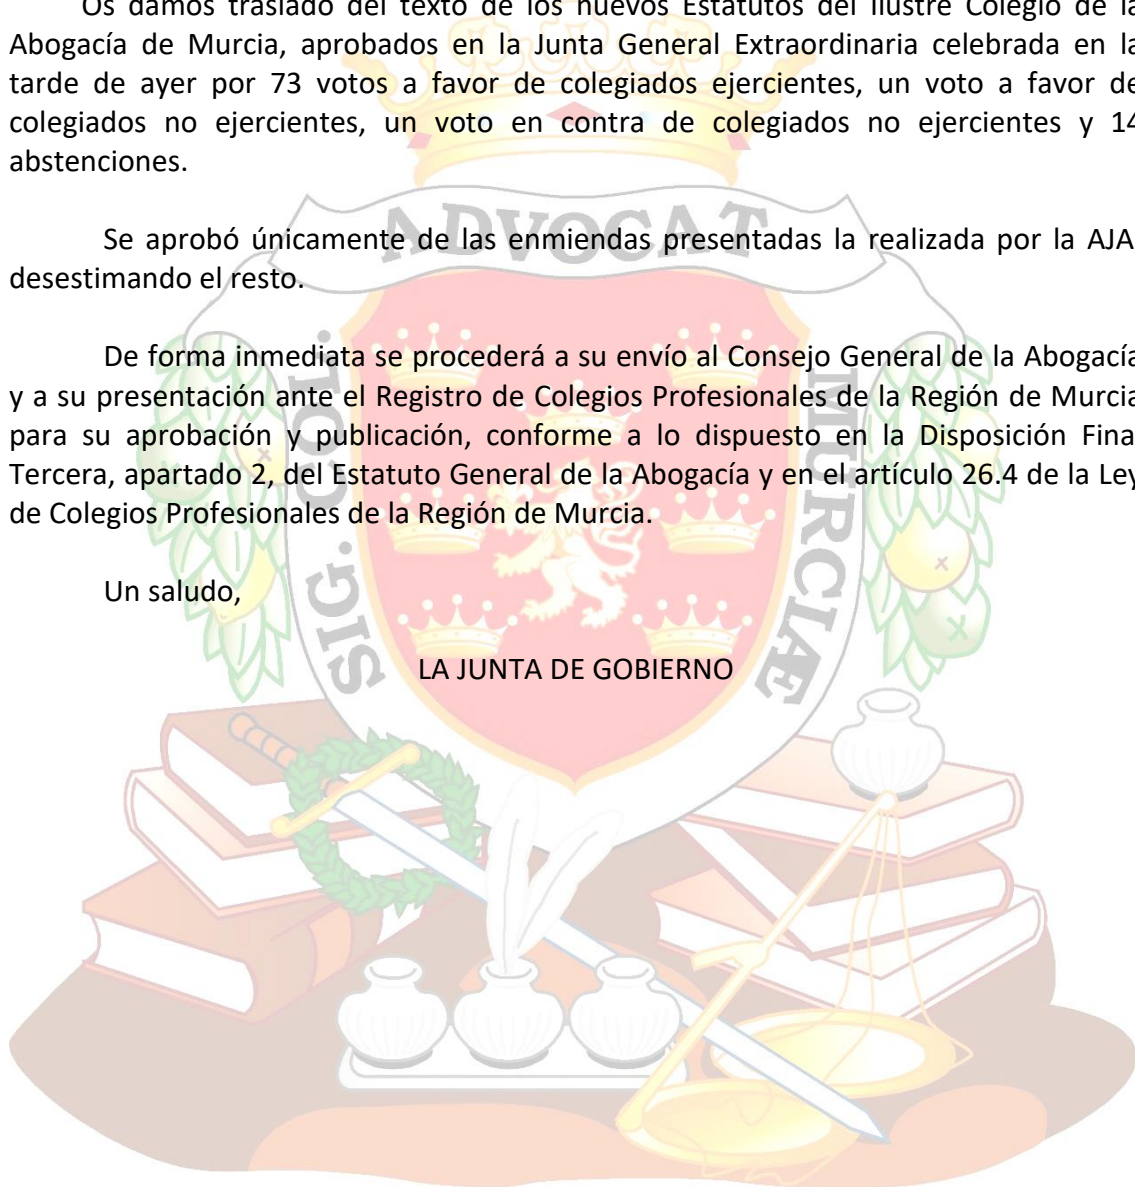 Os damos traslado del texto de los nuevos Estatutos del Ilustre Colegio de la
Abogacía de Murcia, aprobados en la Junta General Extraordinaria celebrada en la
tarde de ayer por 73 votos a favor de colegiados ejercientes, un voto a favor de
colegiados no ejercientes, un voto en contra de colegiados no ejercientes y 14
abstenciones.
ADVOCAT
Se aprobó únicamente de las enmiendas presentadas la realizada por la AJA
desestimando el resto.
De forma inmediata se procederá a su envío al Consejo General de la Abogacía
y a su presentación ante el Registro de Colegios Profesionales de la Región de Murcia
para su aprobación y publicación, conforme a lo dispuesto en la Disposición Fina
Tercera, apartado 2, del Estatuto General de la Abogacía y en el artículo 26.4 de la Ley
de Colegios Profesionales de la Región de Murcia.
Un saludo,
LA JUNTA DE GOBIERNO
SIG. COL.
MURCIÆ